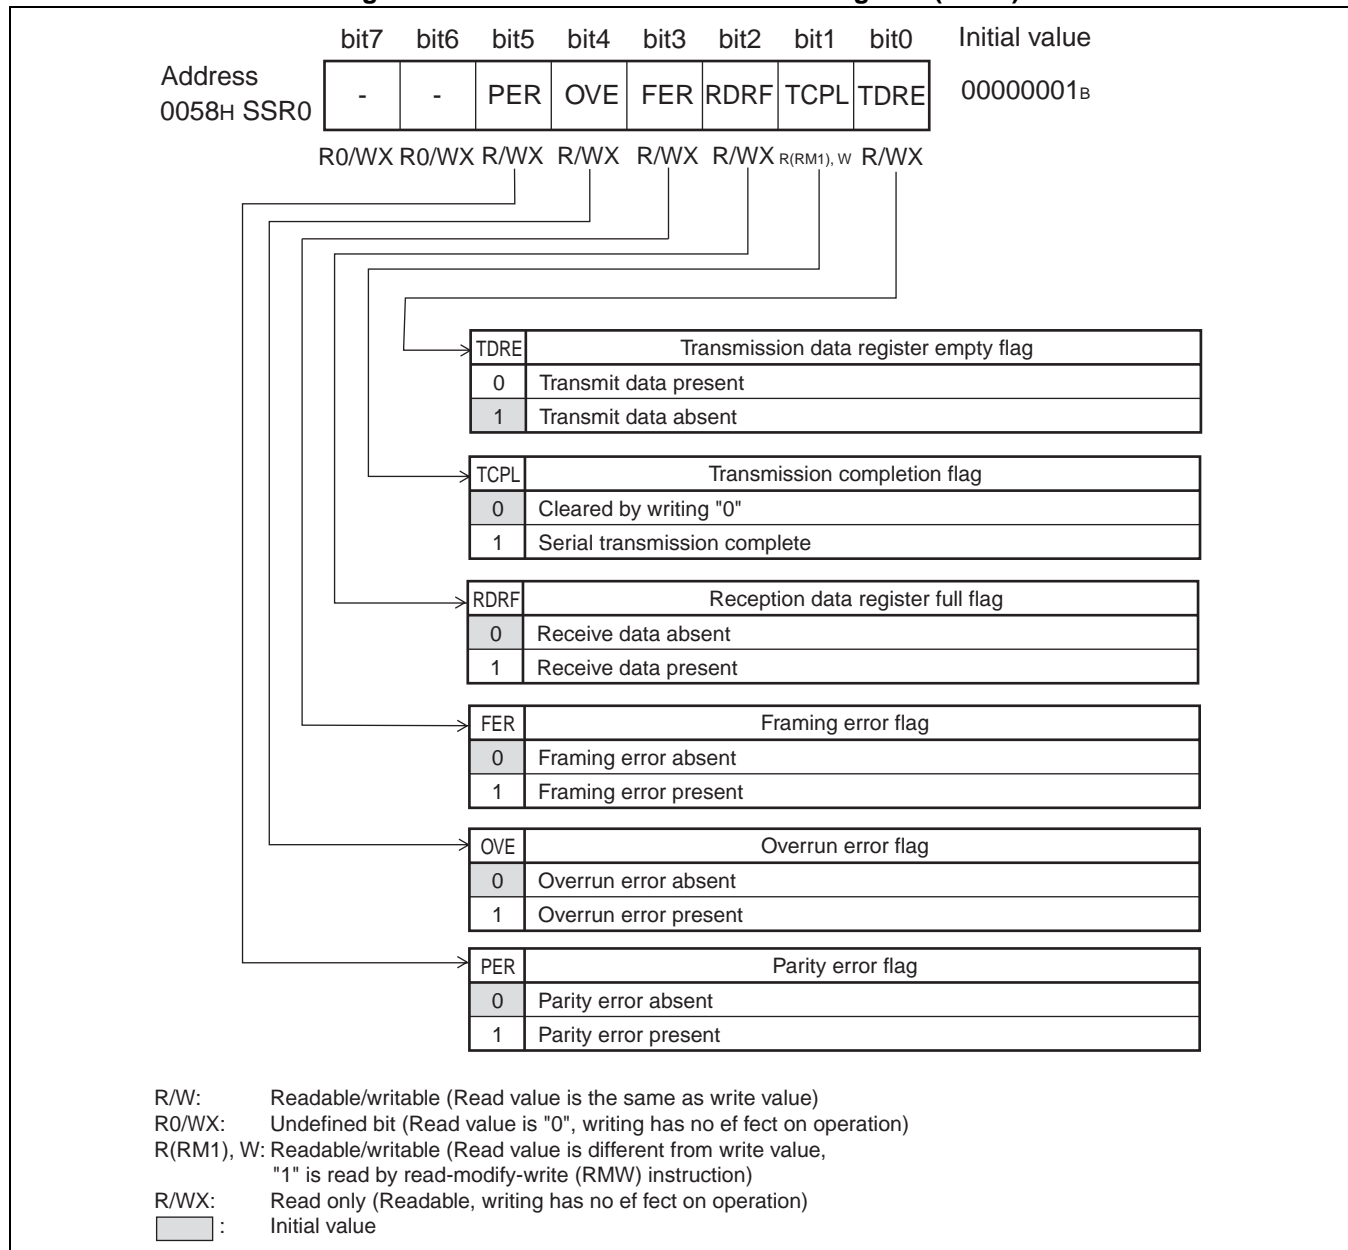 bit7 bit6 bit5 bit4 bit3 bit2 bit1 bit0 Initial value
Address
0058H SSR0 - - PER OVE FER RDRF TCPL TDRE 00000001B
R0/WX R0/WX R/WX R/WX R/WX R/WX R(RM1), W R/WX
TDRE Transmission data register empty flag
0 Transmit data present
1 Transmit data absent
TCPL Transmission completion flag
0 Cleared by writing "0"
1 Serial transmission complete
RDRF Reception data register full flag
0 Receive data absent
1 Receive data present
FER Framing error flag
0 Framing error absent
1 Framing error present
OVE Overrun error flag
0 Overrun error absent
1 Overrun error present
PER Parity error flag
0 Parity error absent
1 Parity error present
R/W: Readable/writable (Read value is the same as write value)
R0/WX: Undefined bit (Read value is "0", writing has no ef fect on operation)
R(RM1), W: Readable/writable (Read value is different from write value,
"1" is read by read-modify-write (RMW) instruction)
R/WX: Read only (Readable, writing has no ef fect on operation)
: Initial value